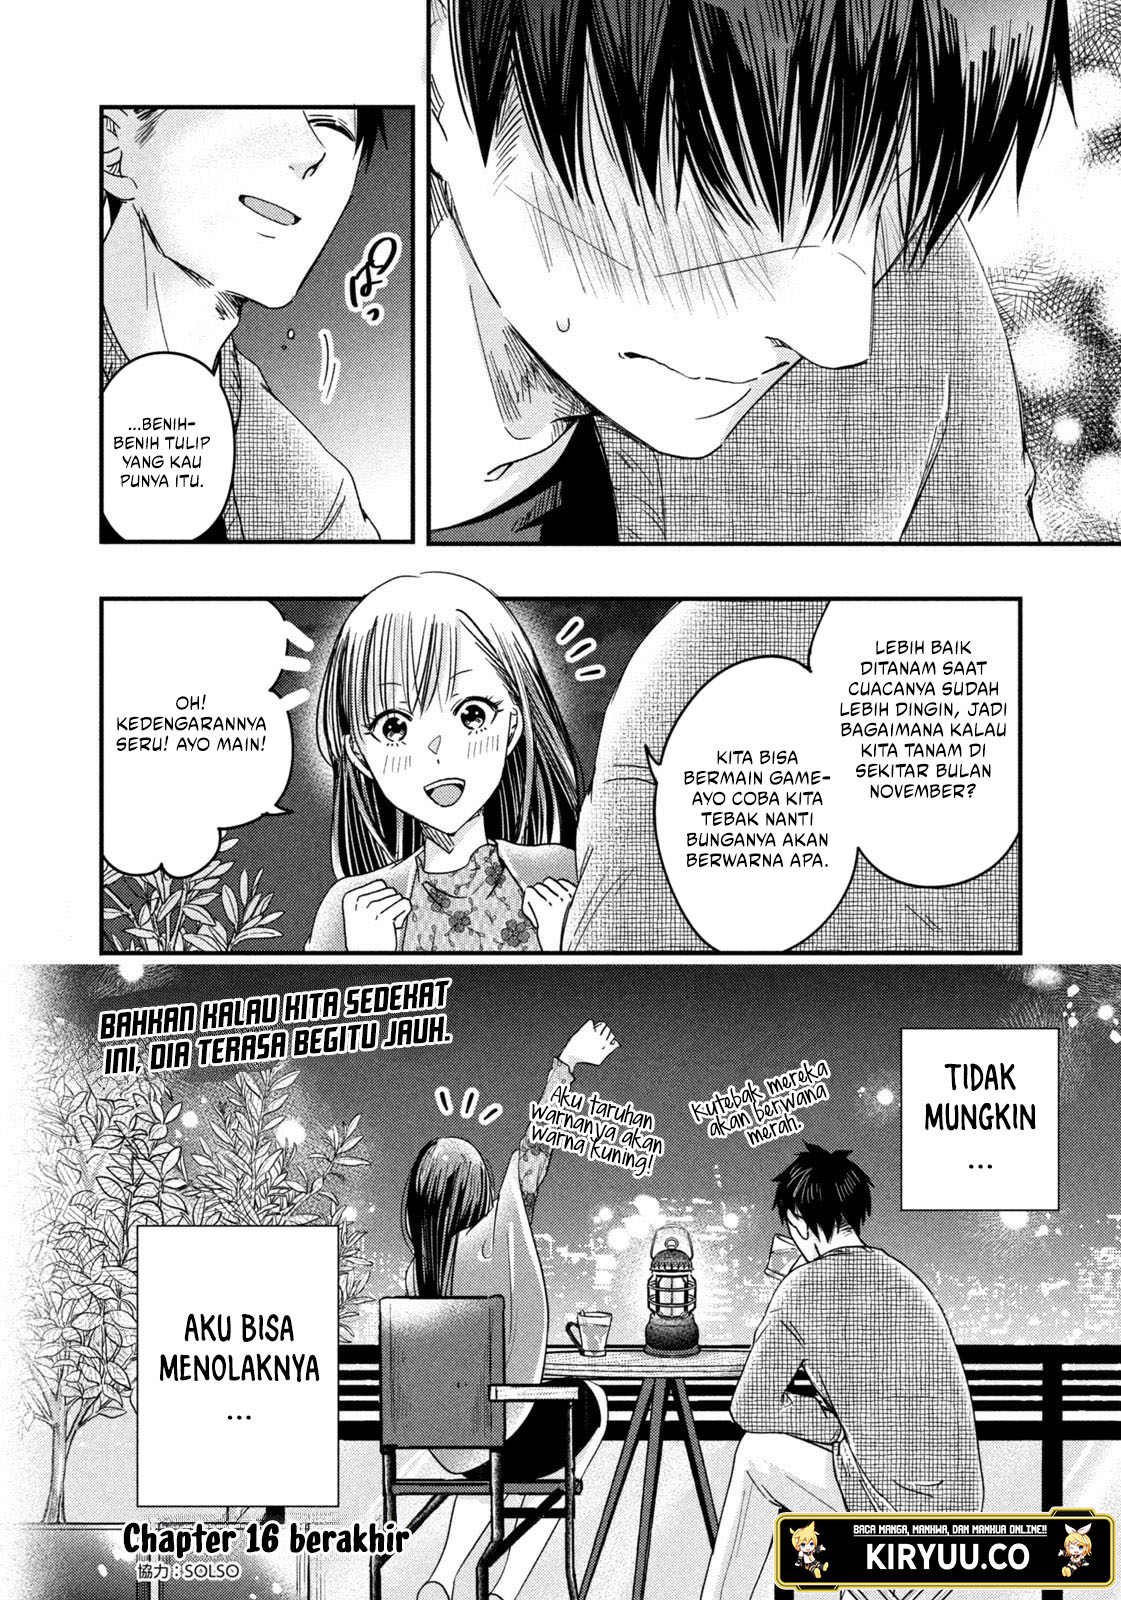 ぱっ
...BENIH-
BENIH TULIP
YANG KAU
PUNYA ITU.
LEBIH BAIK
DITANAM SAAT
CUACANYA SUDAH
LEBIH DINGIN, JADI
BAGAIMANA KALAU
KITA TANAM DI
SEKITAR BULAN
NOVEMBER?
KITA BISA
BERMAIN GAME-
AYO COBA KITA
TEBAK NANTI
BUNGANYA AKAN
BERWARNA APA.
OH!
KEDENGARANNYA
SERU! AYO MAIN!
BAHKAN KALAU KITA SEDEKAT
INI, DIA TERASA BEGITU JAUH.
TIDAK
MUNGKIN
...
Kutebak mereka
akan berwana
merah.
Aku taruhan
warnanya akan
warna kuning!
AKU BISA
MENOLAKNYA
...
Chapter 16 berakhir
協力：SOLSO
BACA MANGA, MANHWA, DAN MANHUA ONLINE!!
KIRYUU.CO